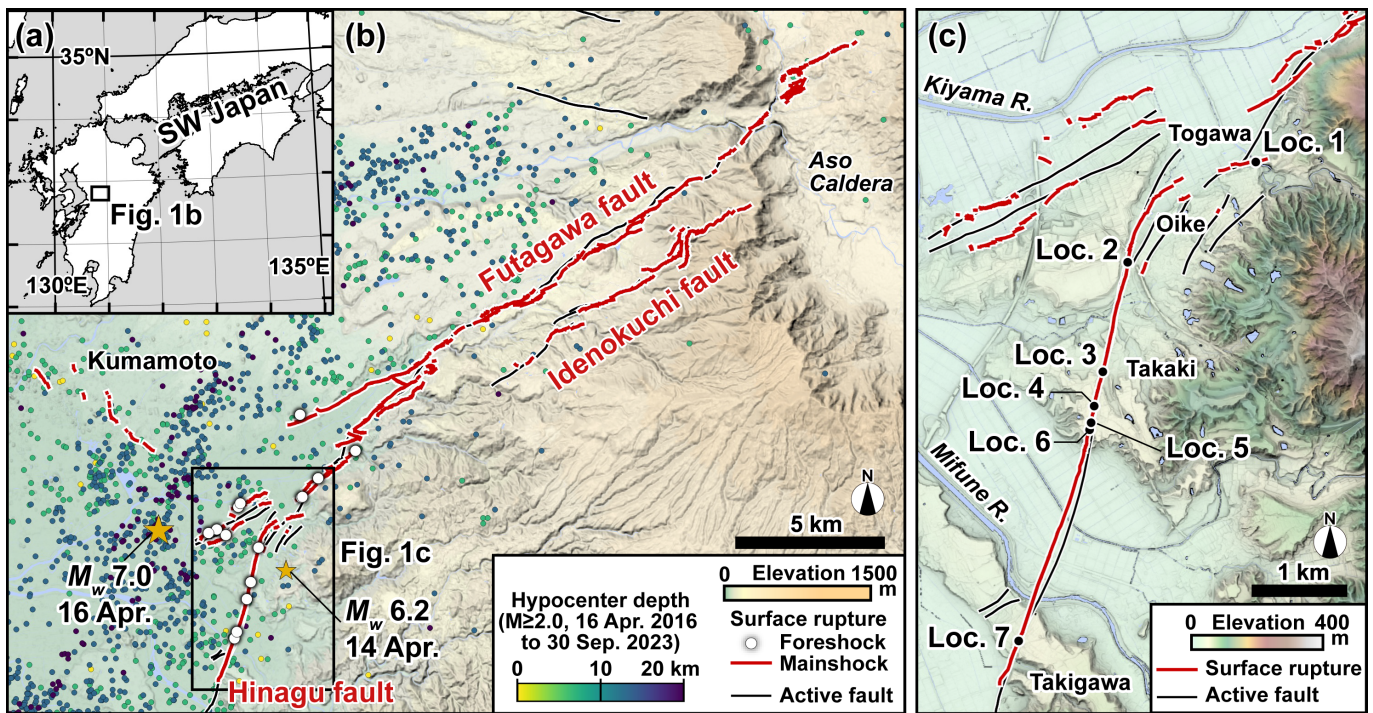 (a)
35ºN
SW Japan
Fig. 1b
130ºE
135ºE
(b)
Aso
Caldera
Futagawa fault
Idenokuchi fault
Kumamoto
Mw 7.0
16 Apr.
Fig. 1c
Mw 6.2
14 Apr.
Hinagu fault
N
5 km
Hypocenter depth
(M≥2.0, 16 Apr. 2016
to 30 Sep. 2023)
0 10 20 km
0 Elevation 1500
m
Surface rupture
Foreshock
Mainshock
Active fault
(c)
Kiyama R.
Togawa
Loc. 1
Oike
Loc. 2
Loc. 3
Takaki
Loc. 4
Loc. 6
Loc. 5
Mifune R.
N
1 km
Loc. 7
Takigawa
0 Elevation 400
m
Surface rupture
Active fault